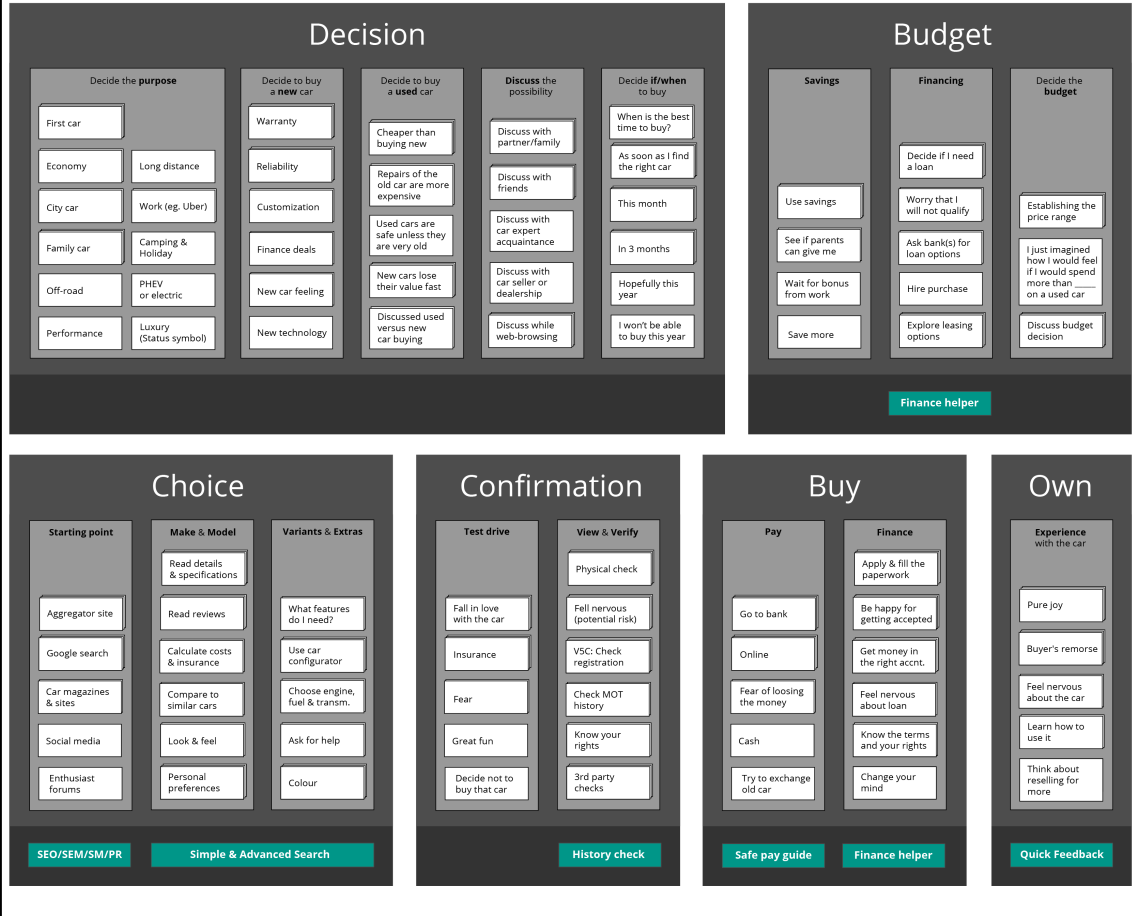 Decision
Decide the purpose
First car
Economy
City car
Family car
Off-road
Performance
Long distance
Work (eg. Uber)
Camping &
Holiday
PHEV
or electric
Luxury
(Status symbol)
Decide to buy
a new car
Warranty
Reliability
Customization
Finance deals
New car feeling
New technology
Decide to buy
a used car
Cheaper than
buying new
Repairs of the
old car are more
expensive
Used cars are
safe unless they
are very old
New cars lose
their value fast
Discussed used
versus new
car buying
Discuss the
possibility
Discuss with
partner/family
Discuss with
friends
Discuss with
car expert
acquaintance
Discuss with
car seller or
dealership
Discuss while
web-browsing
Decide if/when
to buy
When is the best
time to buy?
As soon as I find
the right car
This month
In 3 months
Hopefully this
year
I won't be able
to buy this year
Budget
Savings
Use savings
See if parents
can give me
Wait for bonus
from work
Save more
Financing
Decide if I need
a loan
Worry that I
will not qualify
Ask bank(s) for
loan options
Hire purchase
Explore leasing
options
Decide the
budget
Establishing the
price range
I just imagined
how I would feel
if I would spend
more than _____
on a used car
Discuss budget
decision
Finance helper
Choice
Starting point
Aggregator site
Google search
Car magazines
& sites
Social media
Enthusiast
forums
Make & Model
Read details
& specifications
Read reviews
Calculate costs
& insurance
Compare to
similar cars
Look & feel
Personal
preferences
Variants & Extras
What features
do I need?
Use car
configurator
Choose engine,
fuel & transm.
Ask for help
Colour
SEO/SEM/SM/PR
Simple & Advanced Search
Confirmation
Test drive
Fall in love
with the car
Insurance
Fear
Great fun
Decide not to
buy that car
View & Verify
Physical check
Fell nervous
(potential risk)
V5C: Check
registration
Check MOT
history
Know your
rights
3rd party
checks
History check
Buy
Pay
Go to bank
Online
Fear of loosing
the money
Cash
Try to exchange
old car
Finance
Apply & fill the
paperwork
Be happy for
getting accepted
Get money in
the right accnt.
Feel nervous
about loan
Know the terms
and your rights
Change your
mind
Safe pay guide
Finance helper
Own
Experience
with the car
Pure joy
Buyer's remorse
Feel nervous
about the car
Learn how to
use it
Think about
reselling for
more
Quick Feedback